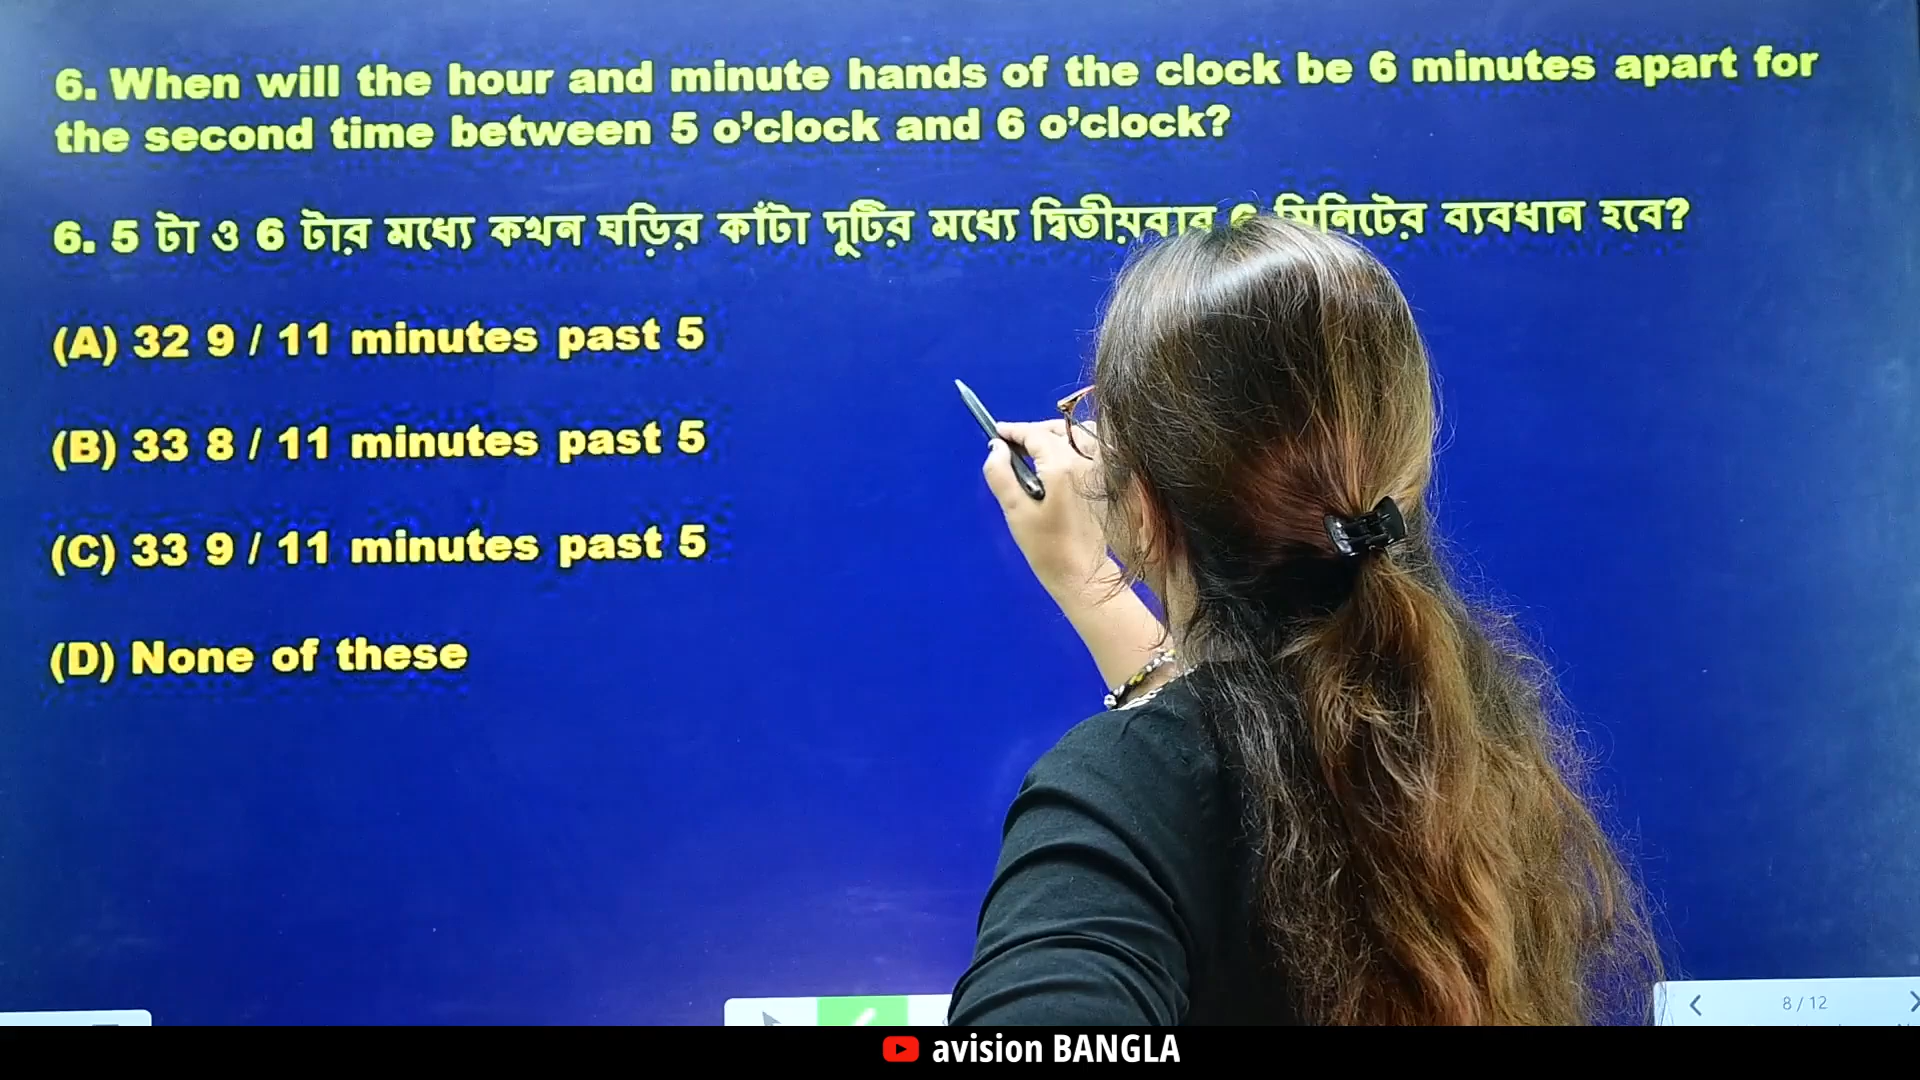 6. When will the hour and minute hands of the clock be 6 minutes apart for
the second time between 5 o’clock and 6 o’clock?
6. 5 টা ও 6 টার মধ্যে কখন ঘড়ির কাঁটা দুটির মধ্যে দ্বিতীয়বার 6 মিনিটের ব্যবধান হবে?
(A) 32 9 / 11 minutes past 5
(B) 33 8 / 11 minutes past 5
(C) 33 9 / 11 minutes past 5
(D) None of these
8 / 12
avision BANGLA